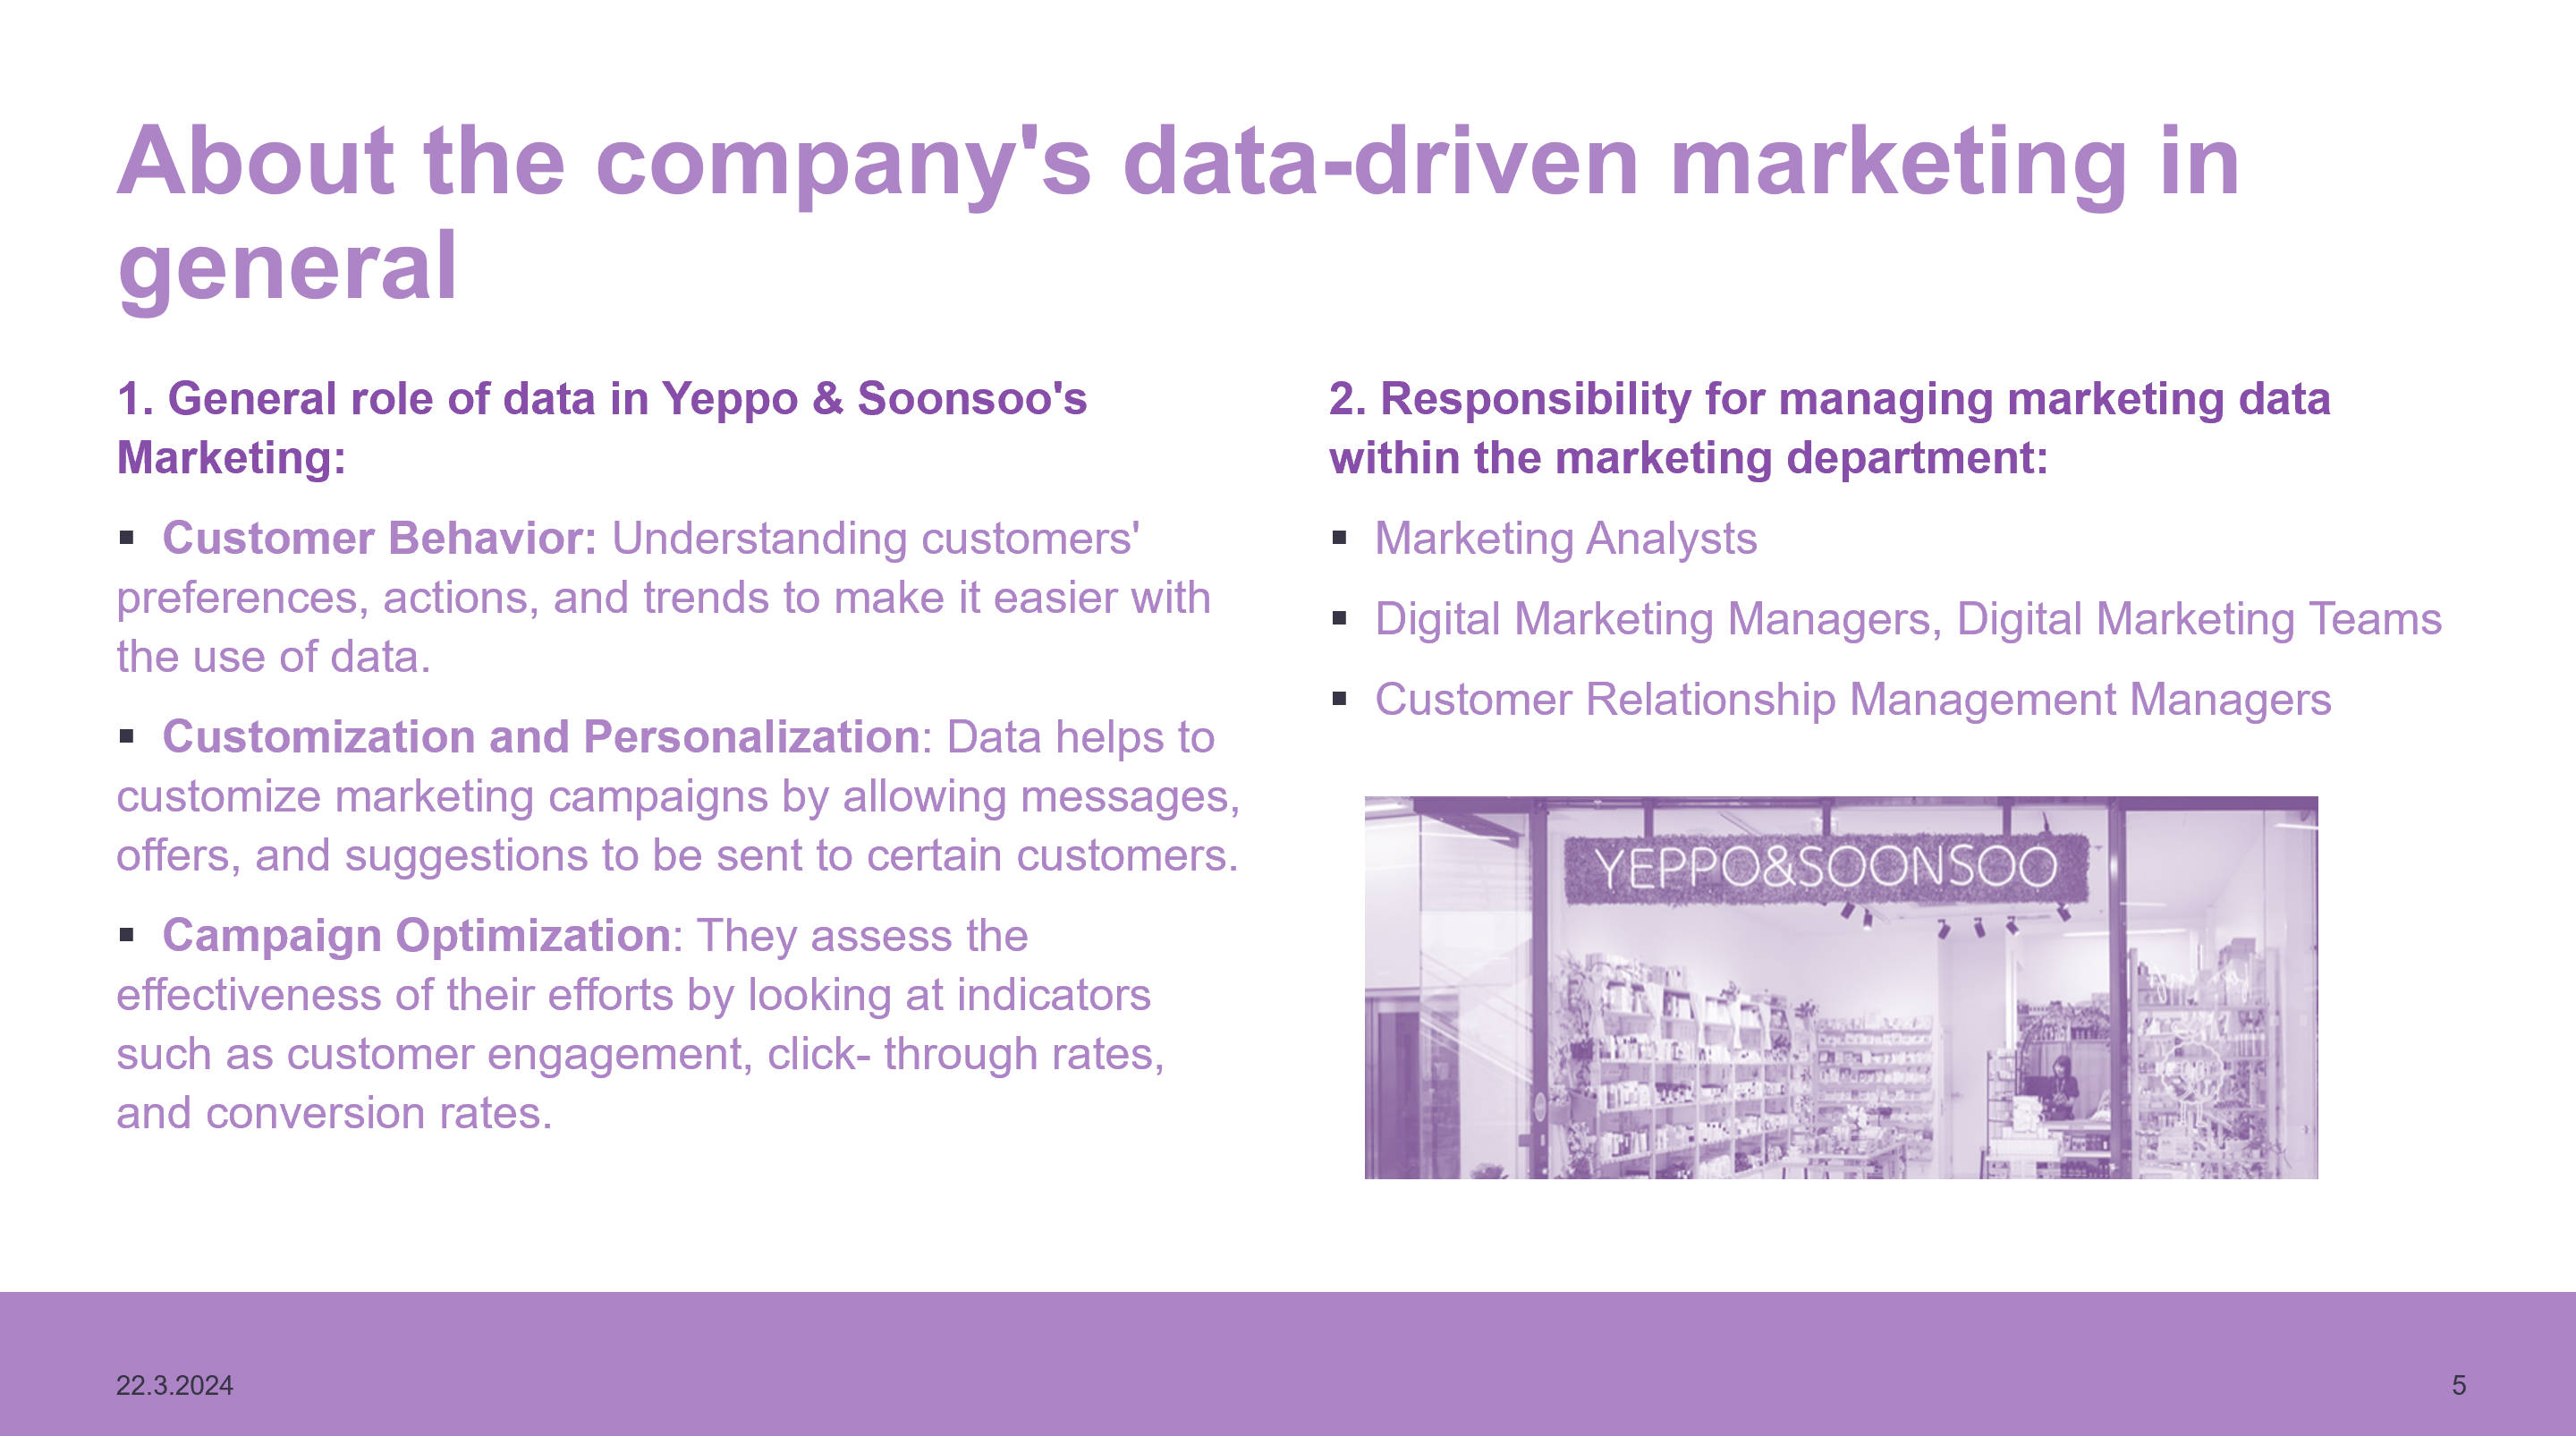 About the company's data-driven marketing in
general
1. General role of data in Yeppo & Soonsoo's
Marketing:
▪ Customer Behavior: Understanding customers'
preferences, actions, and trends to make it easier with
the use of data.
▪ Customization and Personalization: Data helps to
customize marketing campaigns by allowing messages,
offers, and suggestions to be sent to certain customers.
▪ Campaign Optimization: They assess the
effectiveness of their efforts by looking at indicators
such as customer engagement, click- through rates,
and conversion rates.
2. Responsibility for managing marketing data
within the marketing department:
▪ Marketing Analysts
▪ Digital Marketing Managers, Digital Marketing Teams
▪ Customer Relationship Management Managers
YEPPO&SOONSOO
22.3.2024
5